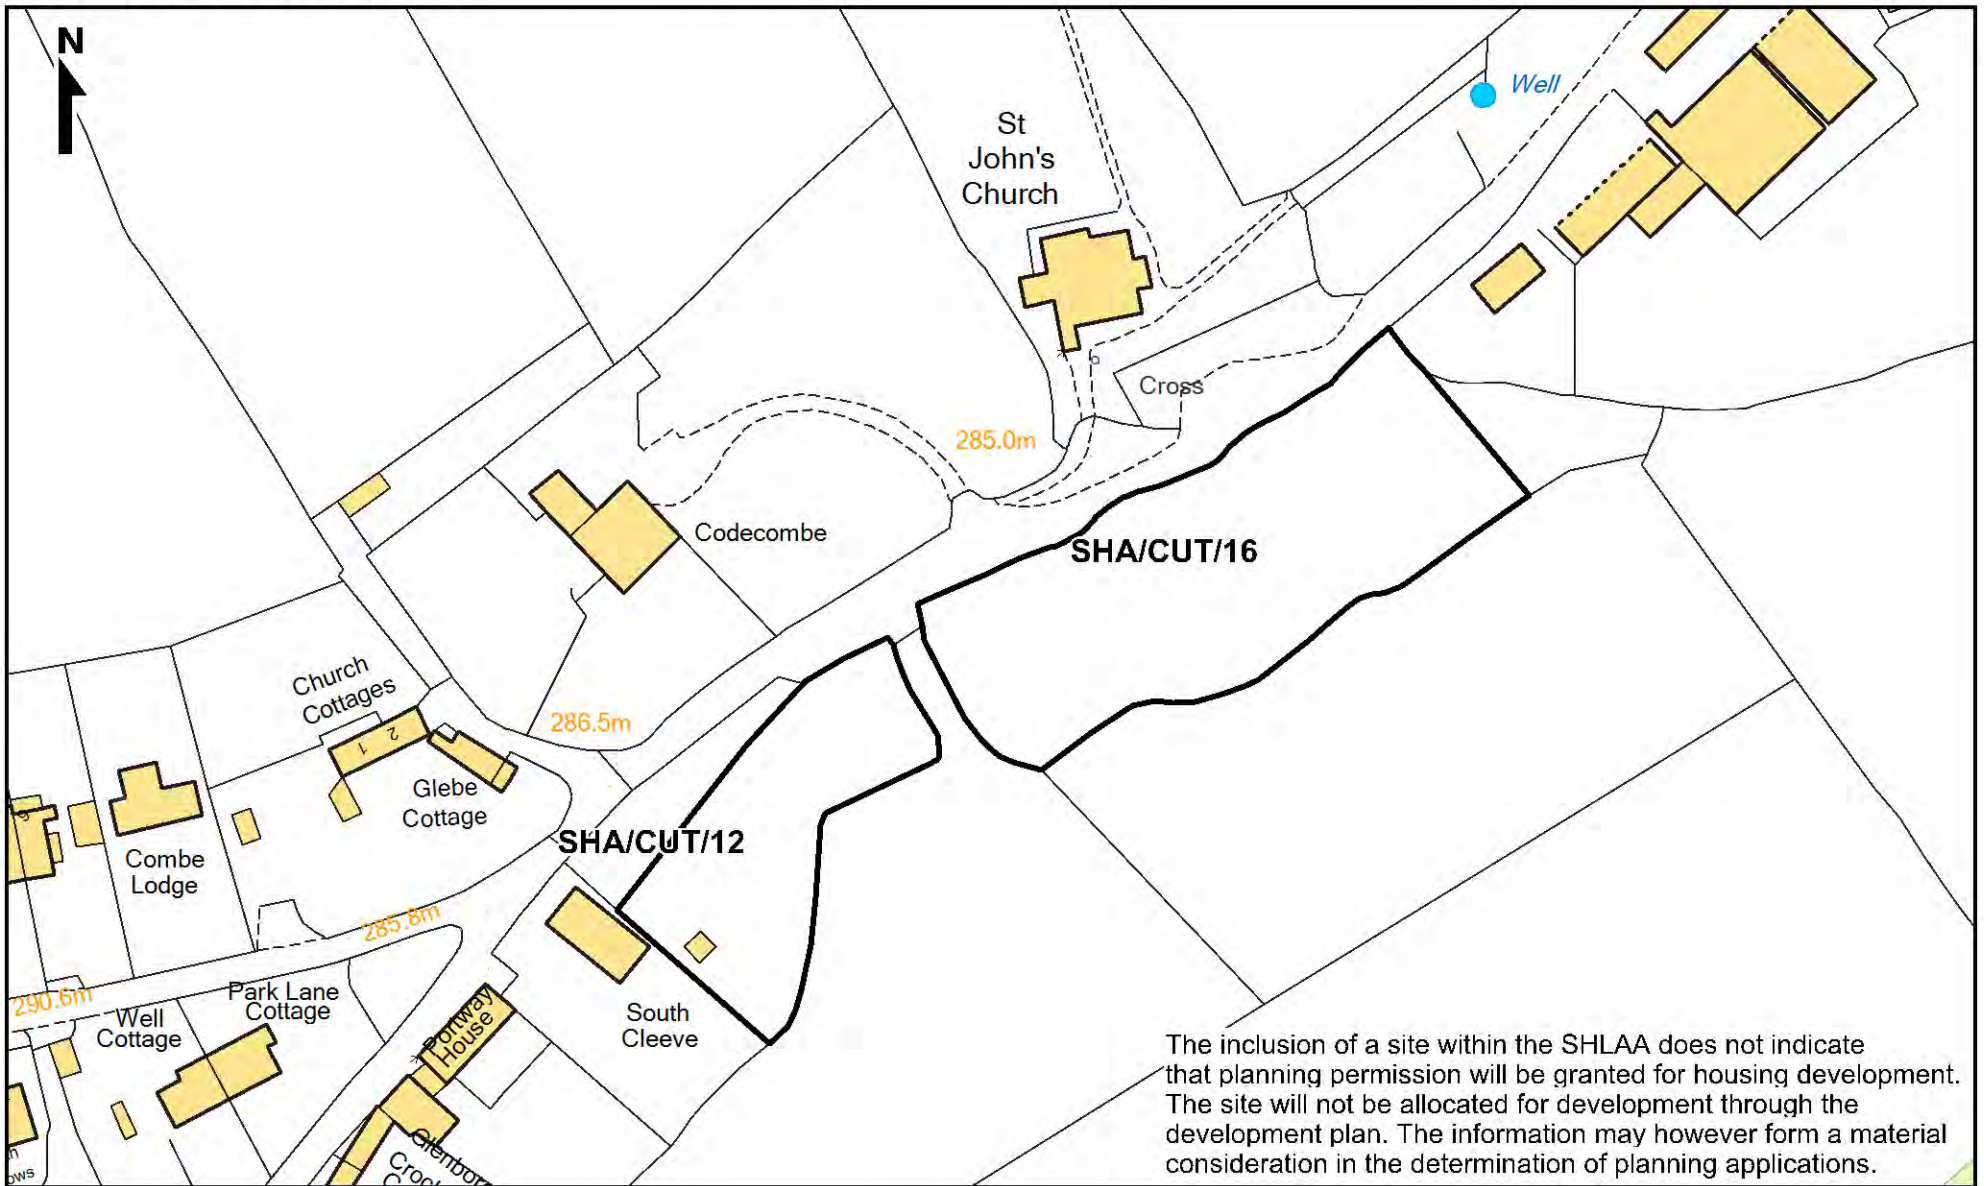 N
Well
St
John's
Church
Cross
285.0m
Codecombe
SHA/CUT/16
Church
Cottages
1 2
286.5m
Glebe
Cottage
SHA/CUT/12
Combe
Lodge
285.8m
290.6m
Park Lane
Cottage
Well
Cottage
Portway
House
South
Cleeve
The inclusion of a site within the SHLAA does not indicate
that planning permission will be granted for housing development.
The site will not be allocated for development through the
development plan. The information may however form a material
consideration in the determination of planning applications.